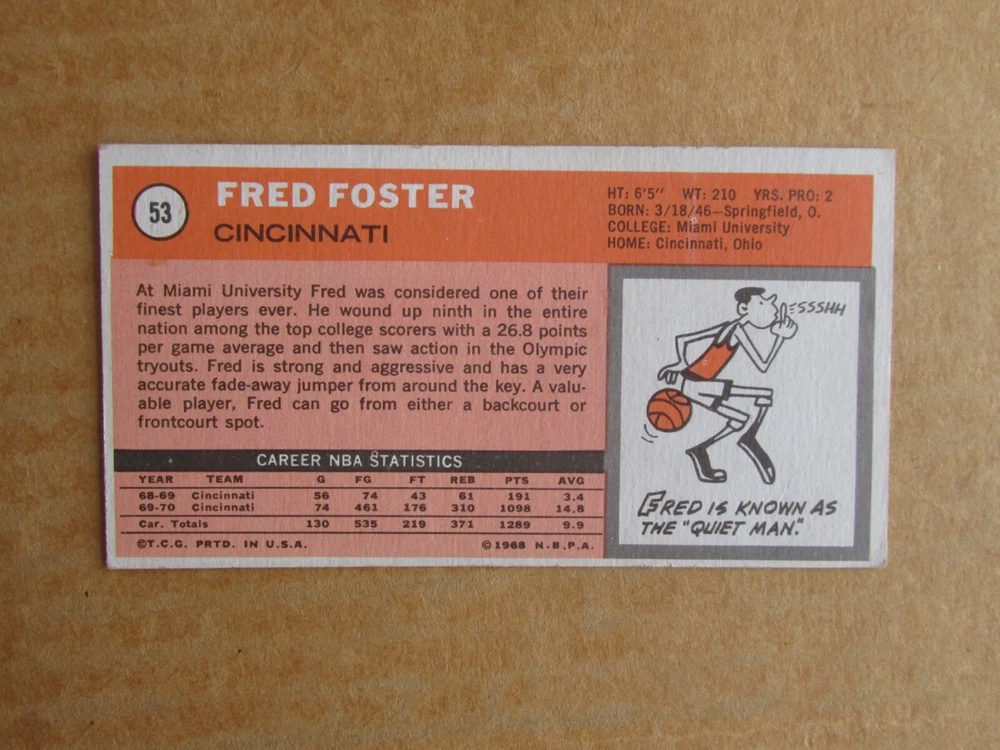 53
FRED FOSTER
CINCINNATI
HT: 6'5" WT: 210 YRS. PRO: 2
BORN: 3/18/46—Springfield, O.
COLLEGE: Miami University
HOME: Cincinnati, Ohio
At Miami University Fred was considered one of their
finest players ever. He wound up ninth in the entire
nation among the top college scorers with a 26.8 points
per game average and then saw action in the Olympic
tryouts. Fred is strong and aggressive and has a very
accurate fade-away jumper from around the key. A valu-
able player, Fred can go from either a backcourt or
frontcourt spot.
CAREER NBA STATISTICS
YEAR TEAM G FG FT REB PTS AVG
68-69 Cincinnati 56 74 43 61 191 3.4
69-70 Cincinnati 74 461 176 310 1098 14.8
Car. Totals 130 535 219 371 1289 9.9
©T.C.G. PRTD. IN U.S.A. ©1968 N.B.P.A.
SSSHH
FRED IS KNOWN AS
THE "QUIET MAN."